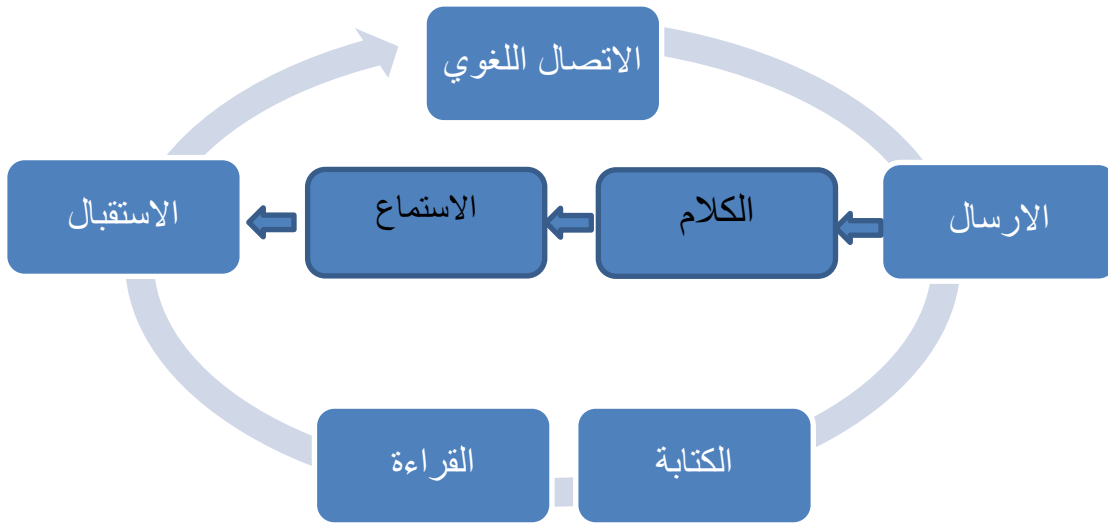 الاتصال اللغوي
الارسال
الكلام
الاستماع
الاستقبال
الكتابة
القراءة